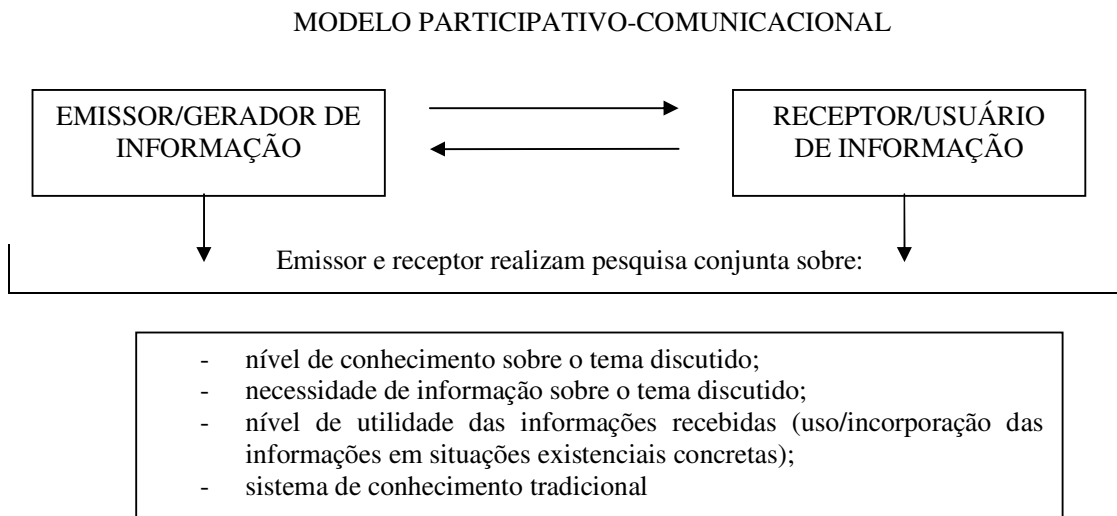 MODELO PARTICIPATIVO-COMUNICACIONAL
EMISSOR/GERADOR DE
INFORMAÇÃO
RECEPTOR/USUÁRIO
DE INFORMAÇÃO
Emissor e receptor realizam pesquisa conjunta sobre:
- nível de conhecimento sobre o tema discutido;
- necessidade de informação sobre o tema discutido;
- nível de utilidade das informações recebidas (uso/incorporação das
informações em situações existenciais concretas);
- sistema de conhecimento tradicional